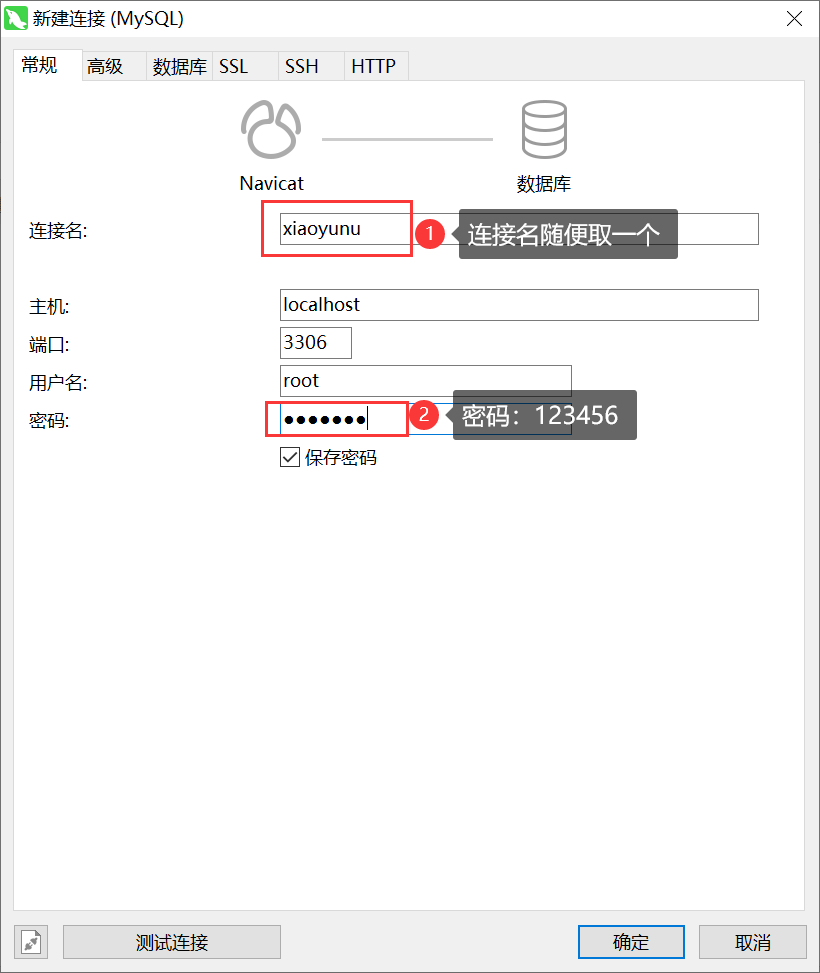 新建连接 (MySQL)
常规 高级 数据库 SSL SSH HTTP
Navicat 数据库
连接名: xiaoyunu 1 连接名随便取一个
主机: localhost
端口: 3306
用户名: root
密码: ●●●●●●● 2 密码：123456
保存密码
测试连接 确定 取消